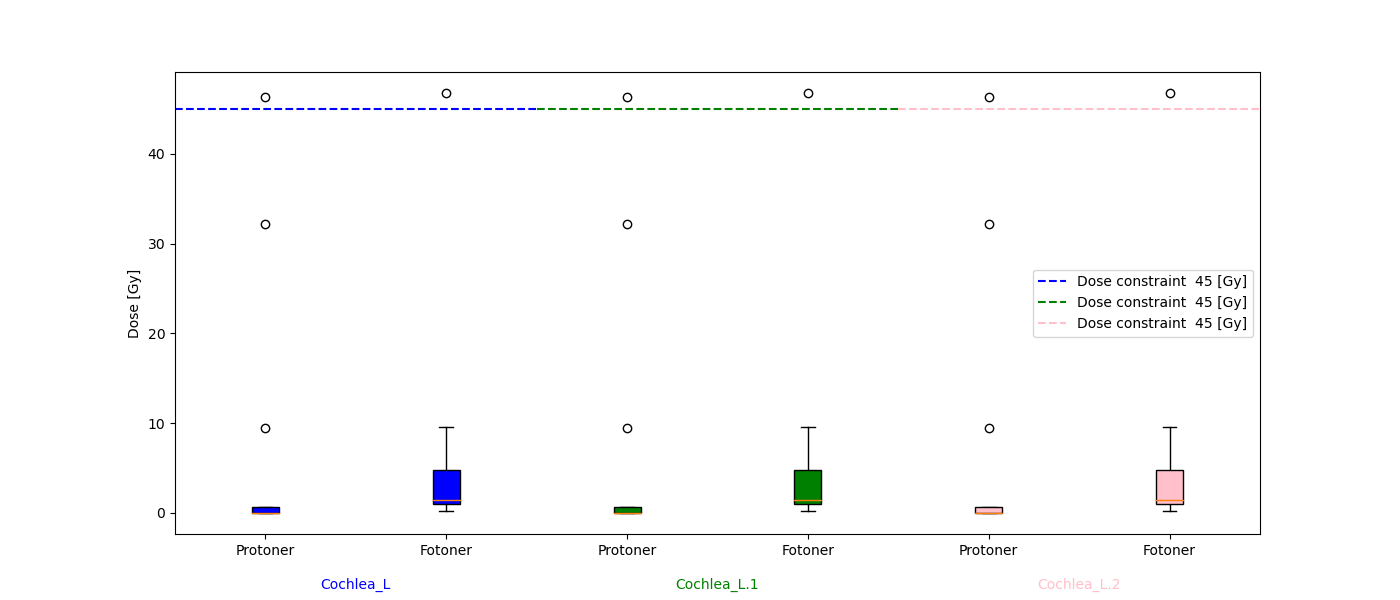 40
30
20
10
0
Dose [Gy]
Dose constraint  45 [Gy]
Dose constraint  45 [Gy]
Dose constraint  45 [Gy]
Protoner Fotoner Protoner Fotoner Protoner Fotoner
Cochlea_L Cochlea_L.1 Cochlea_L.2